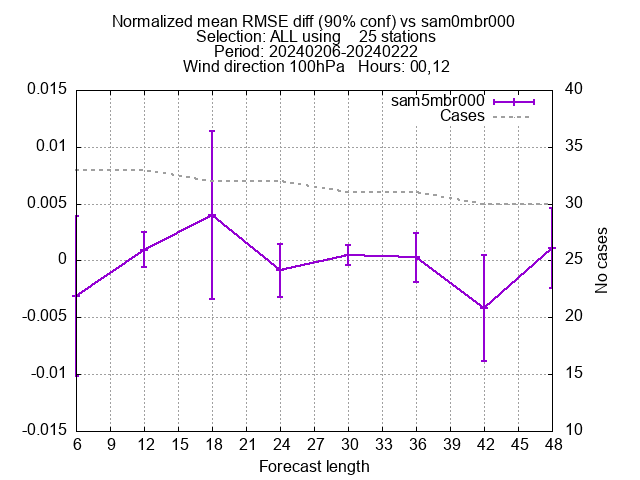 Normalized mean RMSE diff (90% conf) vs sam0mbr000
Selection: ALL using    25 stations
Period: 20240206-20240222
Wind direction 100hPa   Hours: 00,12
sam5mbr000
Cases
0.015
0.01
0.005
0
-0.005
-0.01
-0.015
40
35
30
25
20
15
10
No cases
6 9 12 15 18 21 24 27 30 33 36 39 42 45 48
Forecast length